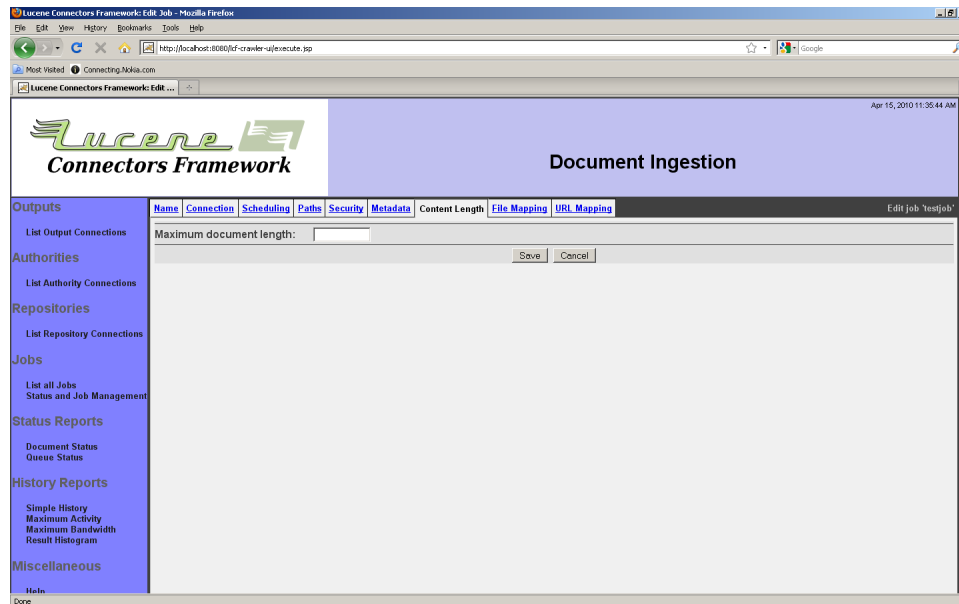 Lucene Connectors Framework: Edit Job - Mozilla Firefox
File Edit View History Bookmarks Tools Help
http://localhost:8080/lcf-crawler-ui/execute.jsp
Google
Most Visited Connecting.Nokia.com
Lucene Connectors Framework: Edit ...
Apr 15, 2010 11:35:44 AM
Lucene
Connectors Framework
Document Ingestion
Outputs
Name Connection Scheduling Paths Security Metadata Content Length File Mapping URL Mapping
Edit job 'testjob'
List Output Connections
Maximum document length:
Save Cancel
Authorities
List Authority Connections
Repositories
List Repository Connections
Jobs
List all Jobs
Status and Job Management
Status Reports
Document Status
Queue Status
History Reports
Simple History
Maximum Activity
Maximum Bandwidth
Result Histogram
Miscellaneous
Help
Done